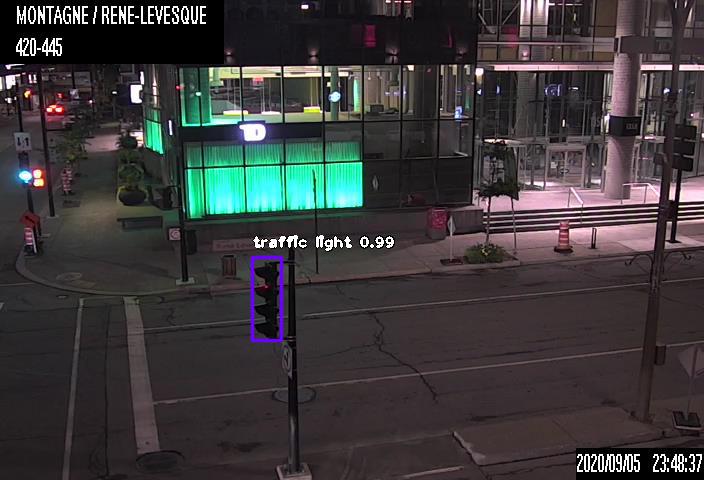 MONTAGNE / RENE-LEVESQUE
420-445
TD
traffic light 0.99
2020/09/05 23:48:37